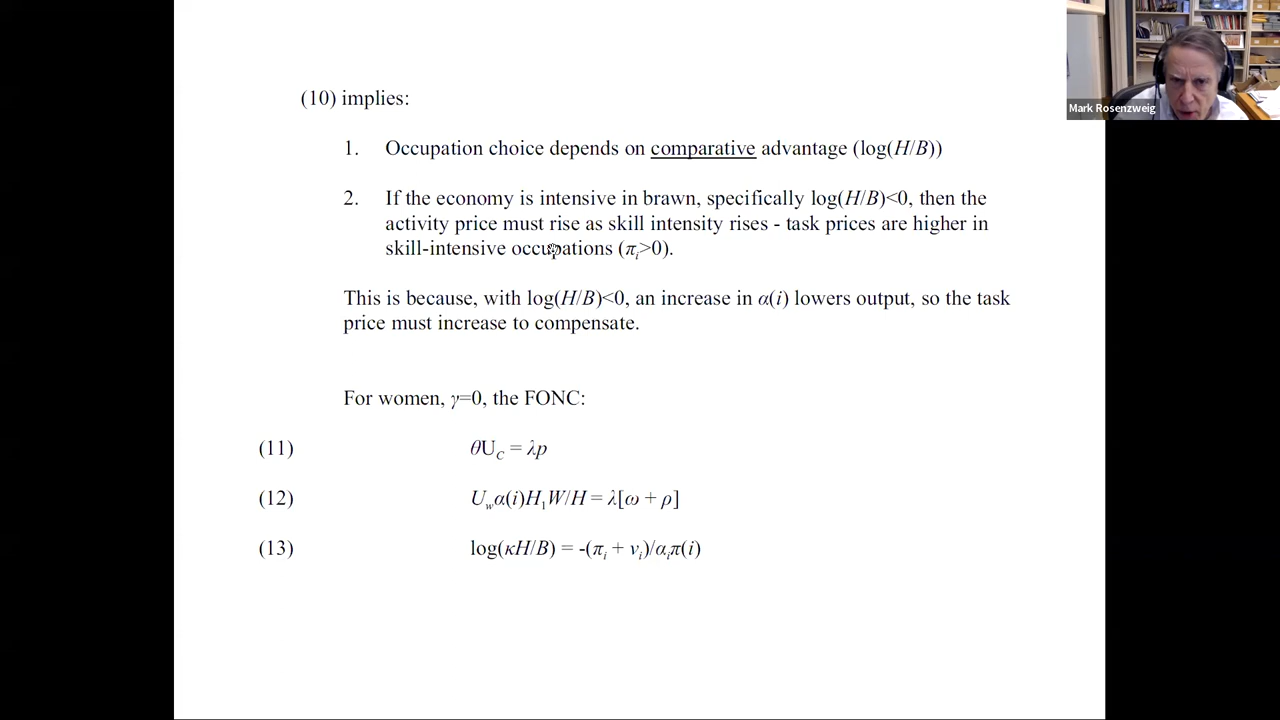 Mark Rosenzweig
(10) implies:
1. Occupation choice depends on comparative advantage (log(H/B))
2. If the economy is intensive in brawn, specifically log(H/B)<0, then the
activity price must rise as skill intensity rises - task prices are higher in
skill-intensive occupations (πᵢ>0).
This is because, with log(H/B)<0, an increase in α(i) lowers output, so the task
price must increase to compensate.
For women, γ=0, the FONC:
(11) θU_C = λp
(12) U_wα(i)H₁W/H = λ[ω + ρ]
(13) log(κH/B) = -(πᵢ + νᵢ)/αᵢπ(i)